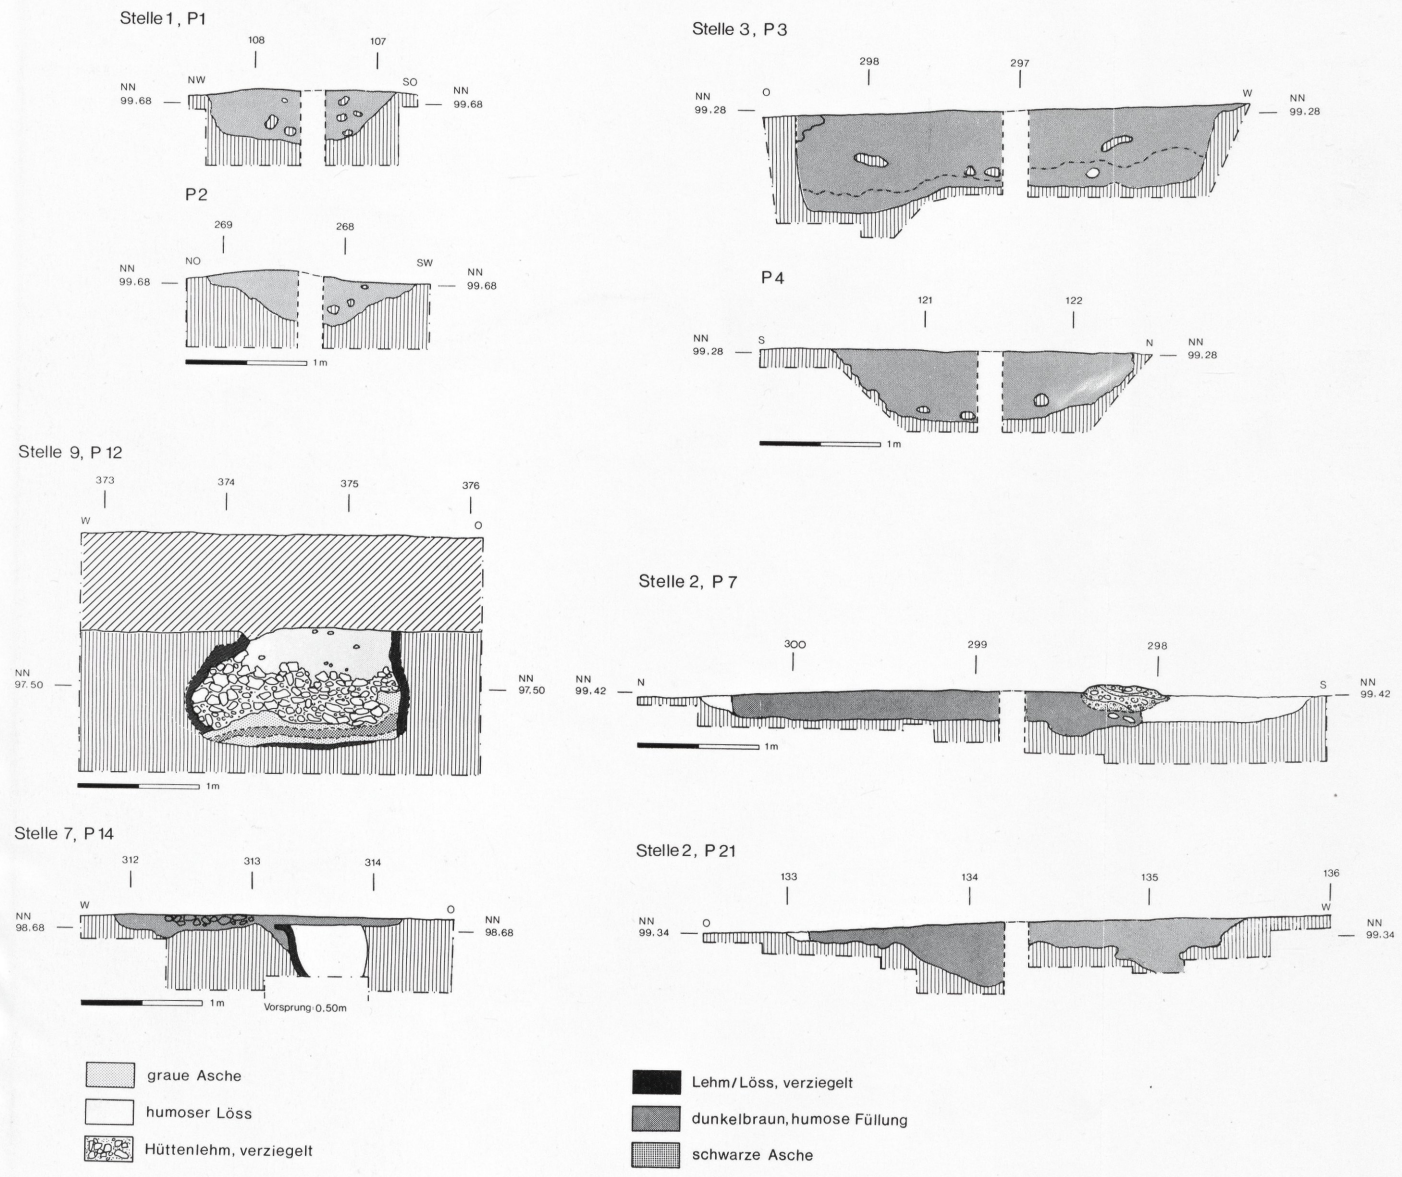 Stelle 1, P1
108
107
NW
SO
NN
99.68
NN
99.68
P2
269
268
NO
SW
NN
99.68
NN
99.68
1m
Stelle 3, P3
298
297
O
W
NN
99.28
NN
99.28
P4
121
122
S
N
NN
99.28
NN
99.28
1m
Stelle 9, P 12
373
374
375
376
W
O
NN
97.50
NN
97.50
1m
Stelle 2, P 7
300
299
298
N
S
NN
99.42
NN
99.42
1m
Stelle 7, P 14
312
313
314
W
O
NN
98.68
NN
98.68
1m
Vorsprung·0.50m
Stelle 2, P 21
133
134
135
136
O
W
NN
99.34
NN
99.34
graue Asche
humoser Löss
Hüttenlehm, verziegelt
Lehm/Löss, verziegelt
dunkelbraun, humose Füllung
schwarze Asche